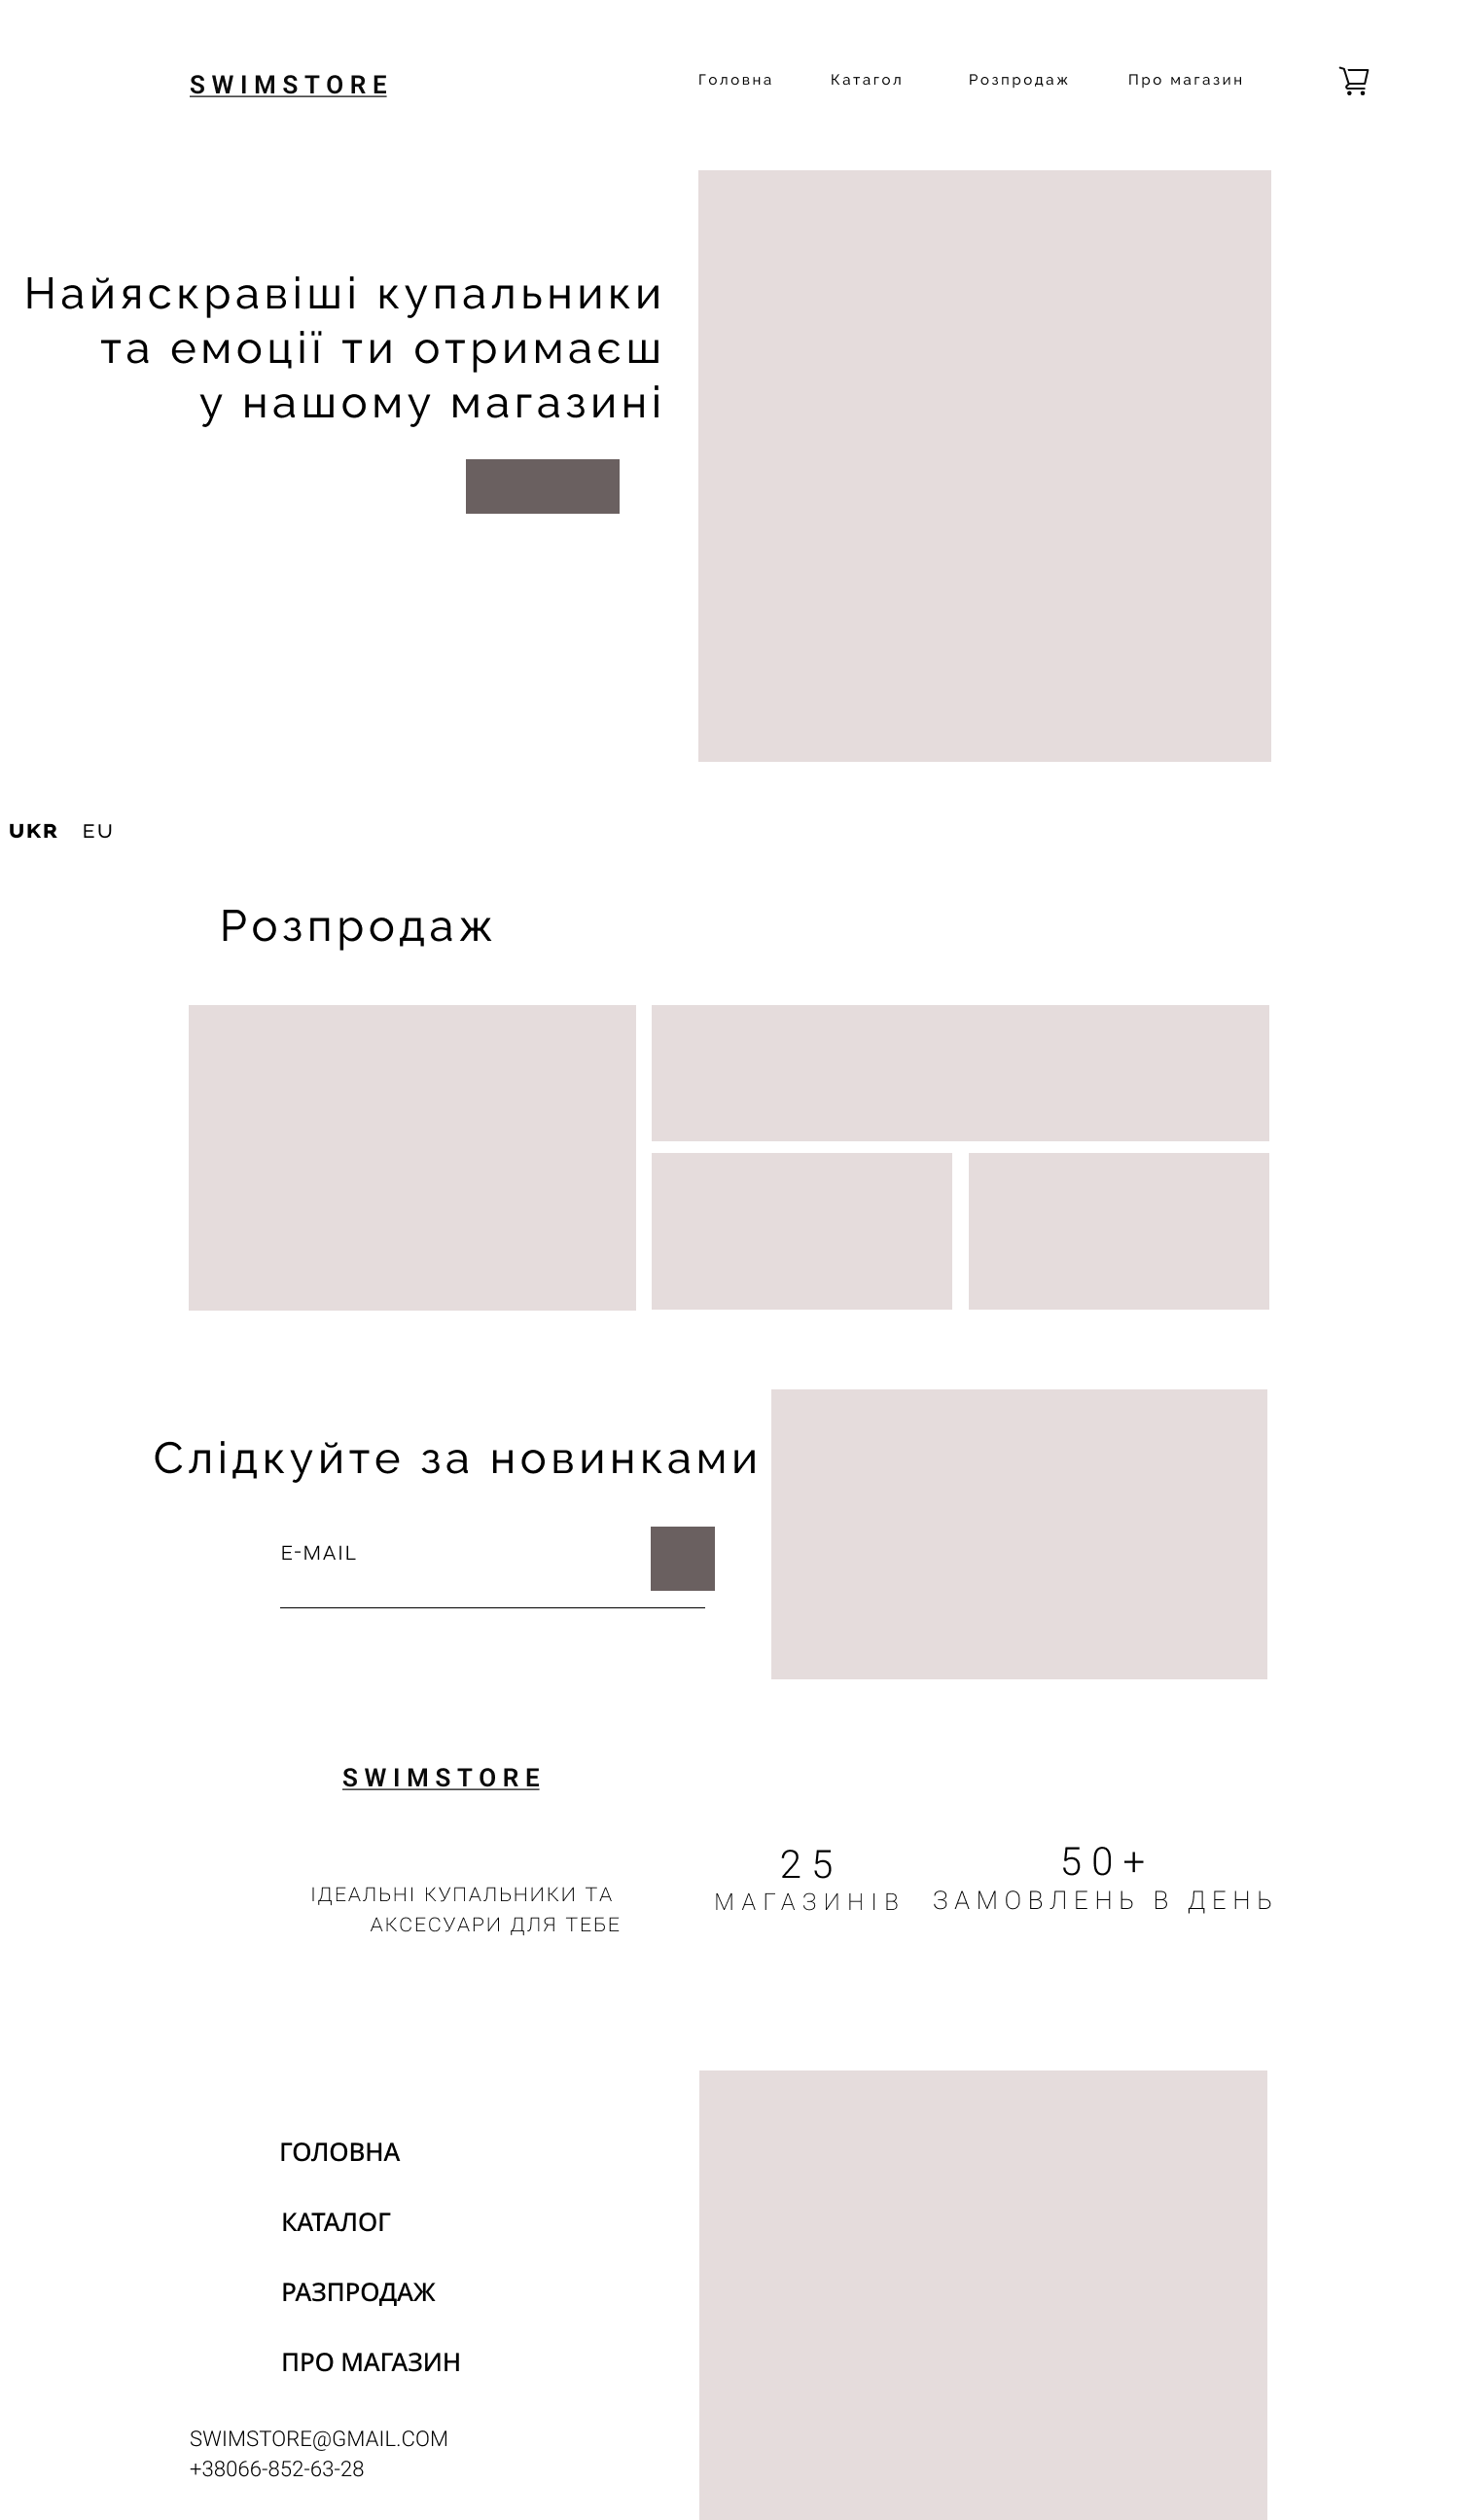 SWIMSTORE
Головна Катагол Розпродаж Про магазин
Найяскравіші купальники
та емоції ти отримаєш
у нашому магазині
UKR EU
Розпродаж
Слідкуйте за новинками
E-MAIL
SWIMSTORE
25
МАГАЗИНІВ
50+
ЗАМОВЛЕНЬ В ДЕНЬ
ІДЕАЛЬНІ КУПАЛЬНИКИ ТА
АКСЕСУАРИ ДЛЯ ТЕБЕ
ГОЛОВНА
КАТАЛОГ
РАЗПРОДАЖ
ПРО МАГАЗИН
SWIMSTORE@GMAIL.COM
+38066-852-63-28